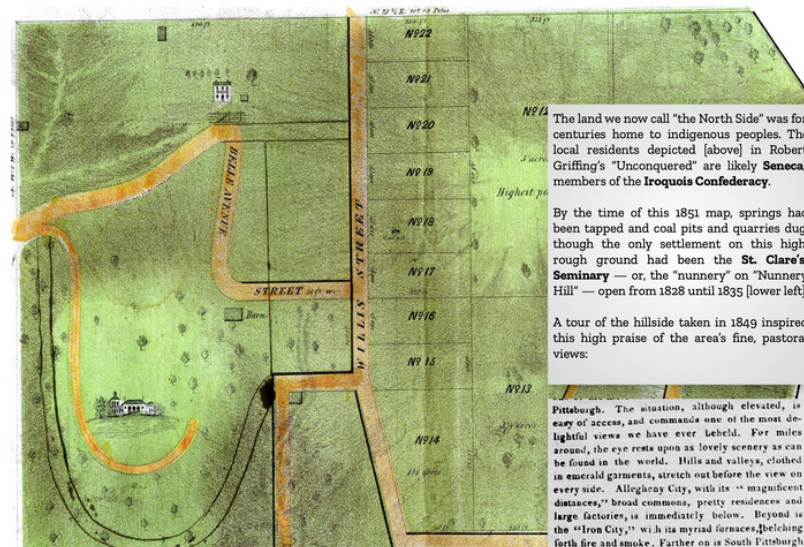 Nº22
Nº21
Nº20
Nº19
Nº18
Nº17
Nº16
Nº15
Nº14
Nº12
Highest
Nº13
BELLE AVENUE
STREET
WILLIS STREET
Barn
The land we now call "the North Side" was for
centuries home to indigenous peoples. The
local residents depicted [above] in Robert
Griffing's "Unconquered" are likely Seneca,
members of the Iroquois Confederacy.
By the time of this 1851 map, springs had
been tapped and coal pits and quarries dug,
though the only settlement on this high,
rough ground had been the St. Clare's
Seminary — or, the "nunnery" on "Nunnery
Hill" — open from 1828 until 1835 [lower left]
A tour of the hillside taken in 1849 inspired
this high praise of the area's fine, pastoral
views:
Pittsburgh. The situation, although elevated, is
easy of access, and commands one of the most de-
lightful views we have ever beheld. For miles
around, the eye rests upon as lovely scenery as can
be found in the world. Hills and valleys, clothed
in emerald garments, stretch out before the view on
every side. Allegheny City, with its "magnificent
distances," broad commons, pretty residences and
large factories, is immediately below. Beyond is
the "Iron City," with its myriad furnaces, belching
forth fire and smoke. Farther on is South Pittsburgh